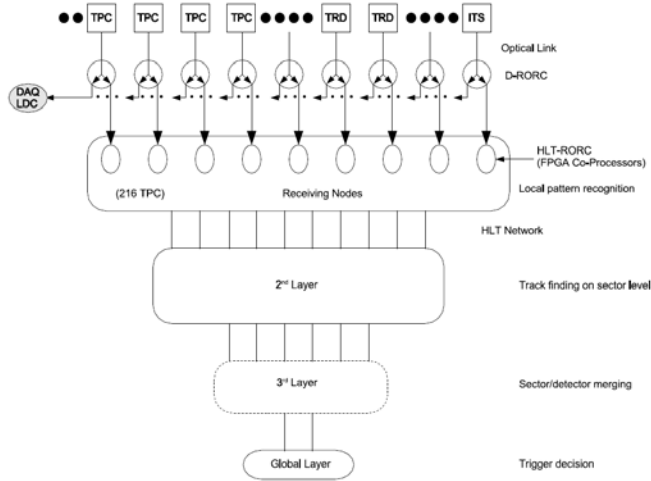 TPC TPC TPC TPC TRD TRD ITS
Optical Link
D-RORC
DAQ
LDC
HLT-RORC
(FPGA Co-Processors)
(216 TPC) Receiving Nodes
Local pattern recognition
HLT Network
2nd Layer
Track finding on sector level
3rd Layer
Sector/detector merging
Global Layer
Trigger decision